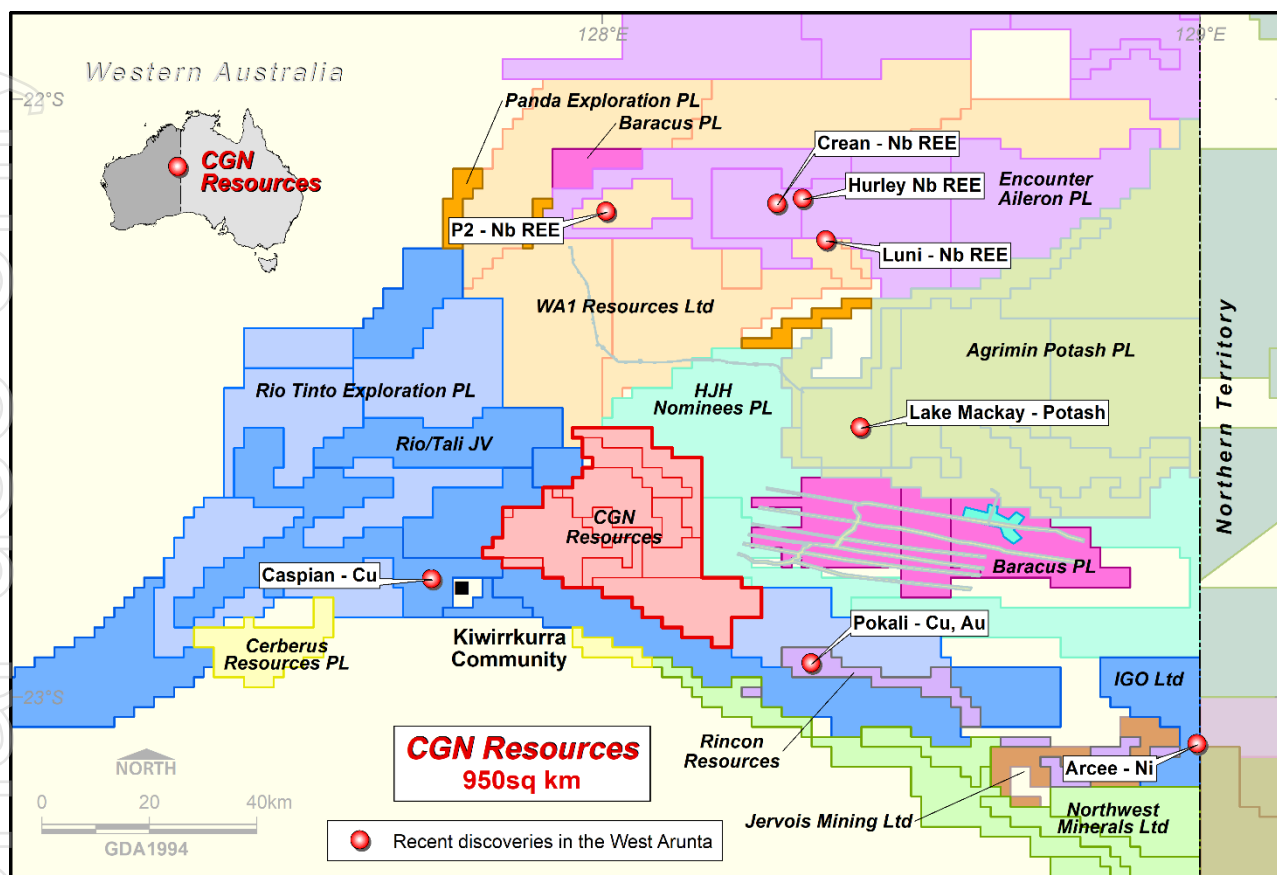 128°E
129°E
Western Australia
22°S
CGN
Resources
Panda Exploration PL
Baracus PL
Crean - Nb REE
Hurley Nb REE
Encounter
Aileron PL
P2 - Nb REE
Luni - Nb REE
WA1 Resources Ltd
Agrimin Potash PL
Northern Territory
Rio Tinto Exploration PL
HJH
Nominees PL
Lake Mackay - Potash
Rio/Tali JV
CGN
Resources
Caspian - Cu
Baracus PL
Kiwirrkurra
Community
Pokali - Cu, Au
Cerberus
Resources PL
23°S
IGO Ltd
CGN Resources
950sq km
Rincon
Resources
Arcee - Ni
NORTH
0 20 40km
GDA1994
Jervois Mining Ltd
Northwest
Minerals Ltd
Recent discoveries in the West Arunta